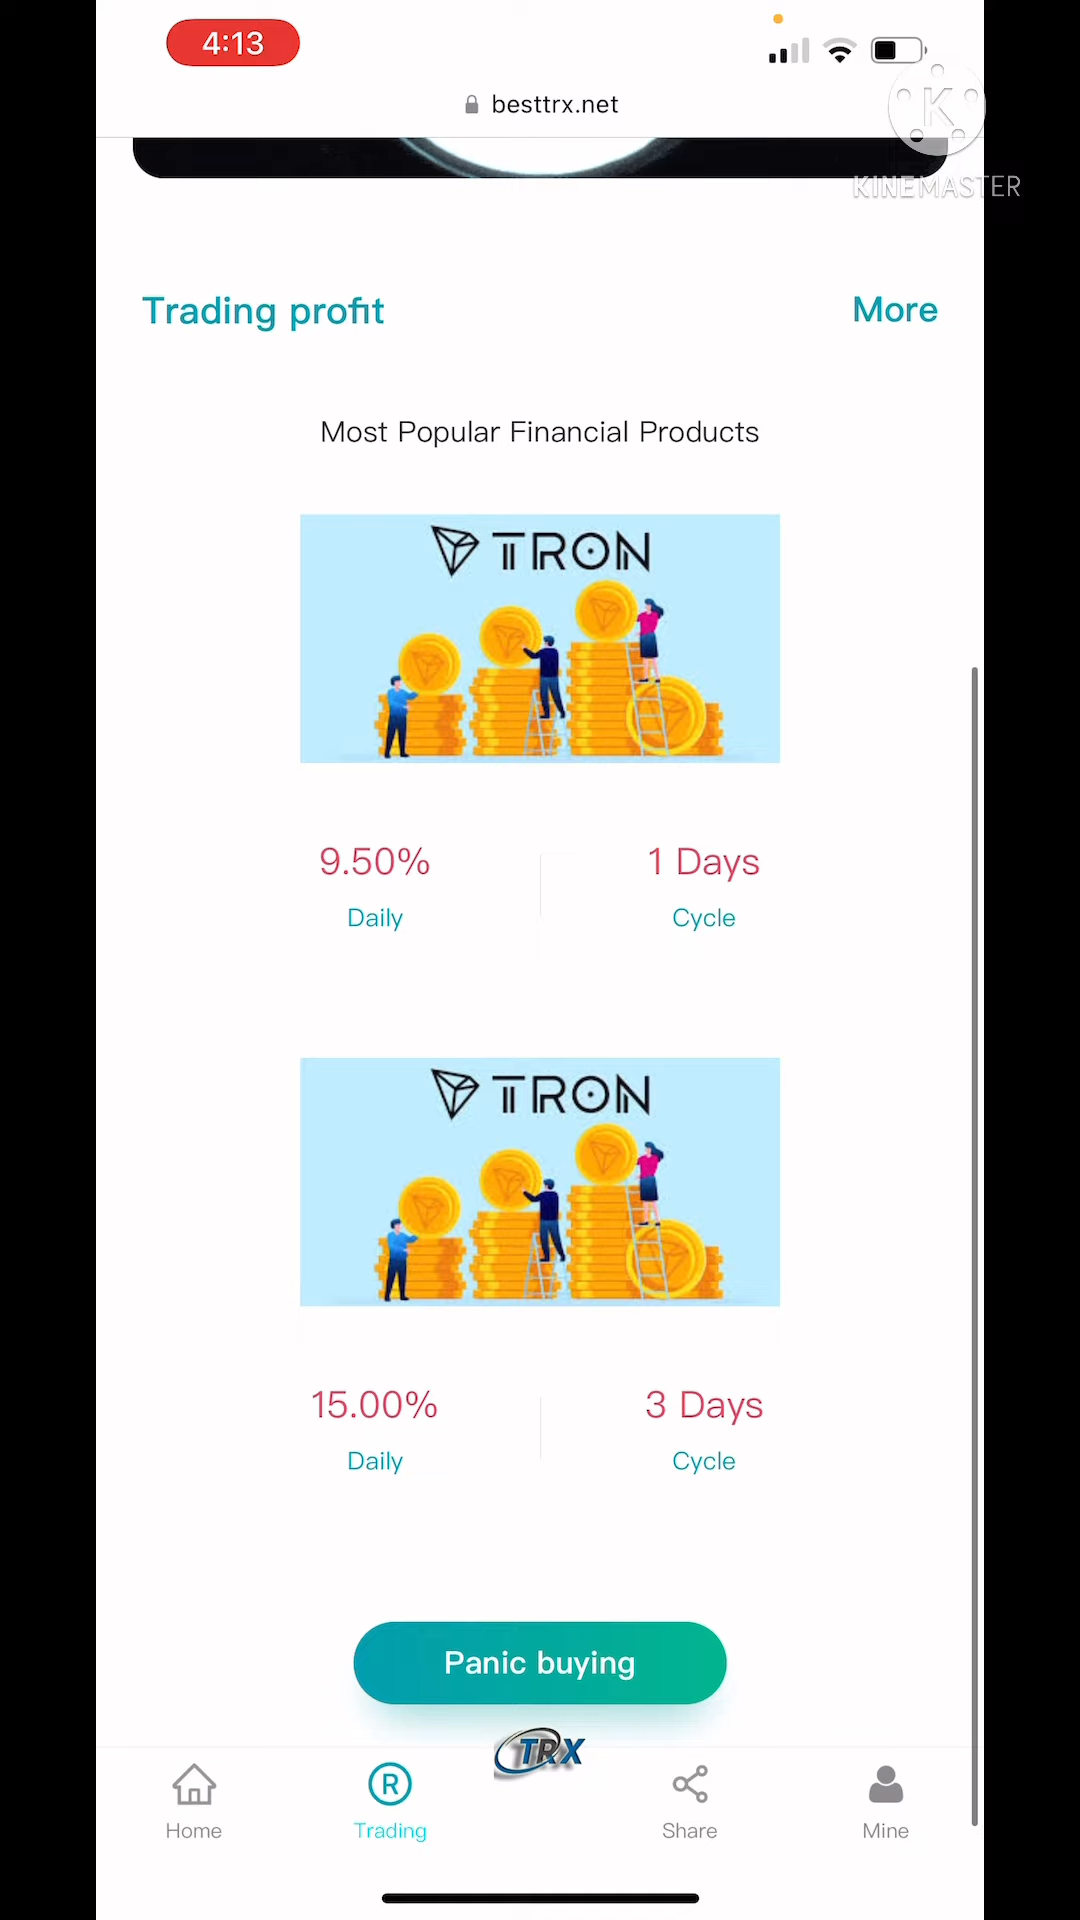 4:13
besttrx.net
K
KINEMASTER
Trading profit
More
Most Popular Financial Products
TRON
9.50%
1 Days
Daily
Cycle
TRON
15.00%
3 Days
Daily
Cycle
Panic buying
TRX
R
Home
Trading
Share
Mine